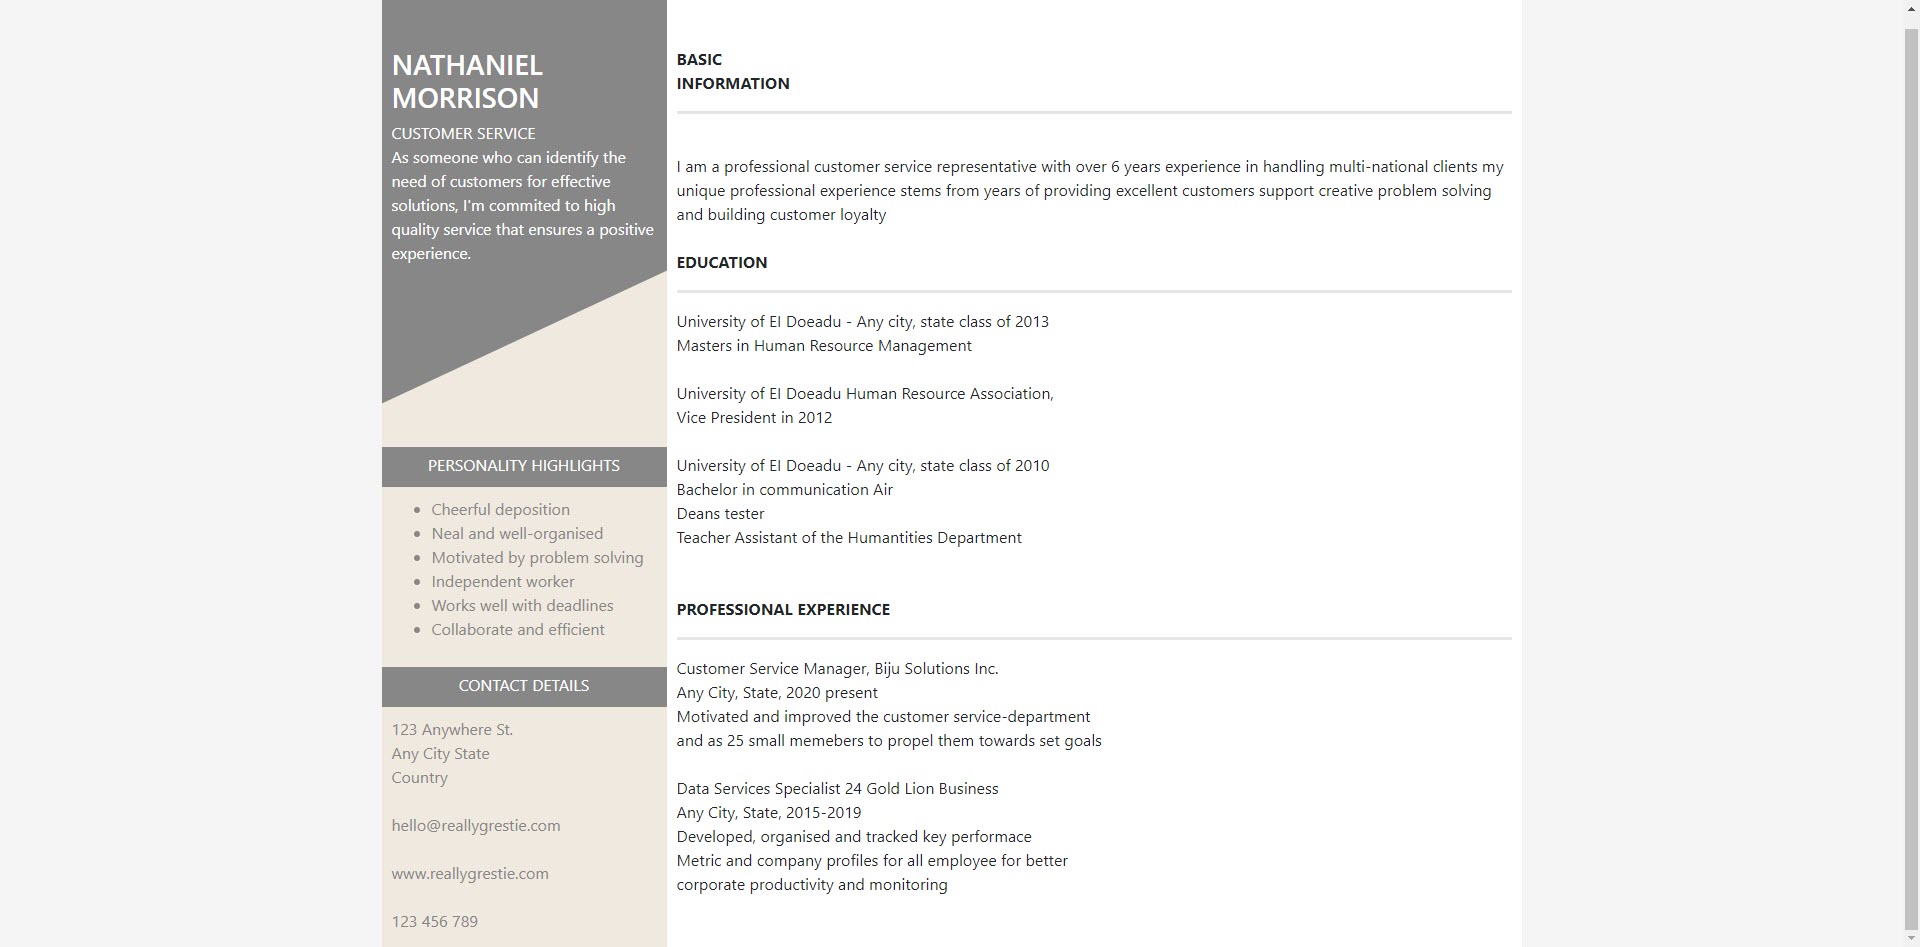 NATHANIEL
MORRISON
CUSTOMER SERVICE
As someone who can identify the
need of customers for effective
solutions, I'm commited to high
quality service that ensures a positive
experience.
PERSONALITY HIGHLIGHTS
Cheerful deposition
Neal and well-organised
Motivated by problem solving
Independent worker
Works well with deadlines
Collaborate and efficient
CONTACT DETAILS
123 Anywhere St.
Any City State
Country
hello@reallygrestie.com
www.reallygrestie.com
123 456 789
BASIC
INFORMATION
I am a professional customer service representative with over 6 years experience in handling multi-national clients my
unique professional experience stems from years of providing excellent customers support creative problem solving
and building customer loyalty
EDUCATION
University of EI Doeadu - Any city, state class of 2013
Masters in Human Resource Management
University of EI Doeadu Human Resource Association,
Vice President in 2012
University of EI Doeadu - Any city, state class of 2010
Bachelor in communication Air
Deans tester
Teacher Assistant of the Humantities Department
PROFESSIONAL EXPERIENCE
Customer Service Manager, Biju Solutions Inc.
Any City, State, 2020 present
Motivated and improved the customer service-department
and as 25 small memebers to propel them towards set goals
Data Services Specialist 24 Gold Lion Business
Any City, State, 2015-2019
Developed, organised and tracked key performace
Metric and company profiles for all employee for better
corporate productivity and monitoring